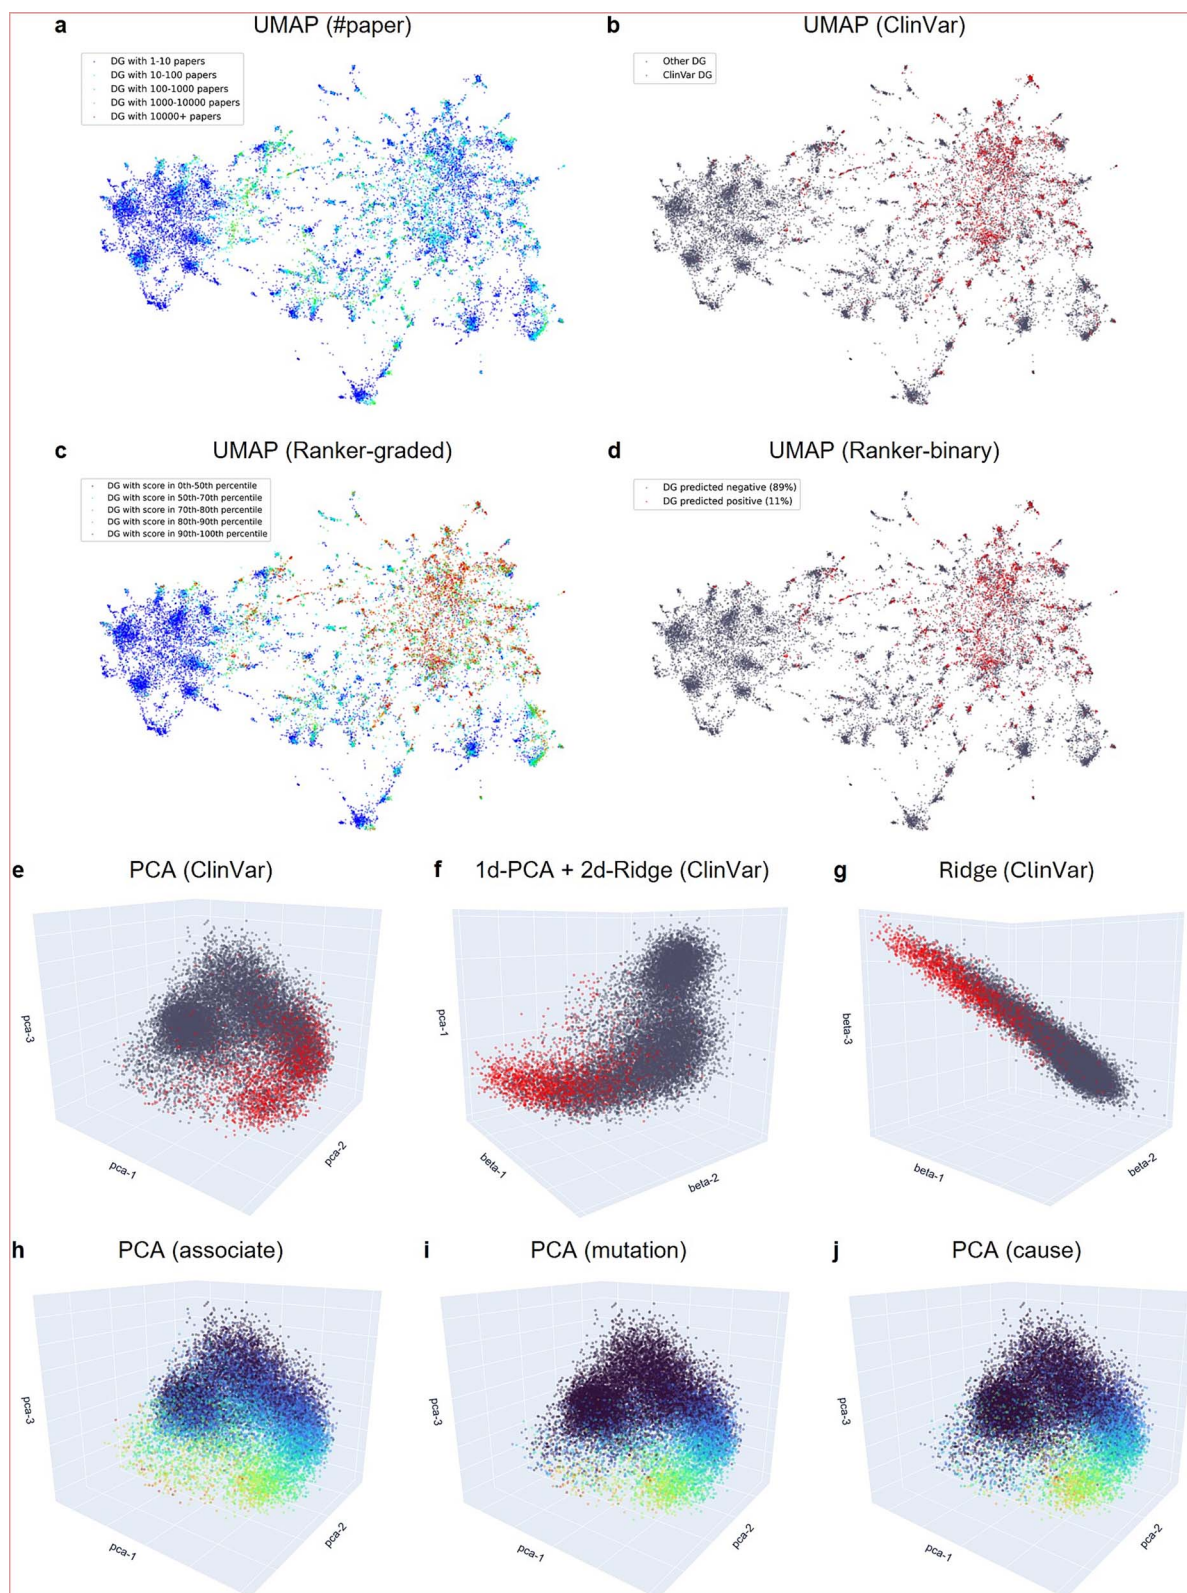 a UMAP (#paper)
DG with 1-10 papers
DG with 10-100 papers
DG with 100-1000 papers
DG with 1000-10000 papers
DG with 10000+ papers
b UMAP (ClinVar)
Other DG
ClinVar DG
c UMAP (Ranker-graded)
DG with score in 0th-50th percentile
DG with score in 50th-70th percentile
DG with score in 70th-80th percentile
DG with score in 80th-90th percentile
DG with score in 90th-100th percentile
d UMAP (Ranker-binary)
DG predicted negative (89%)
DG predicted positive (11%)
e PCA (ClinVar)
pca-3
pca-1
pca-2
f 1d-PCA + 2d-Ridge (ClinVar)
pca-1
beta-1
beta-2
g Ridge (ClinVar)
beta-3
beta-1
beta-2
h PCA (associate)
pca-3
pca-1
pca-2
i PCA (mutation)
pca-3
pca-1
pca-2
j PCA (cause)
pca-3
pca-1
pca-2